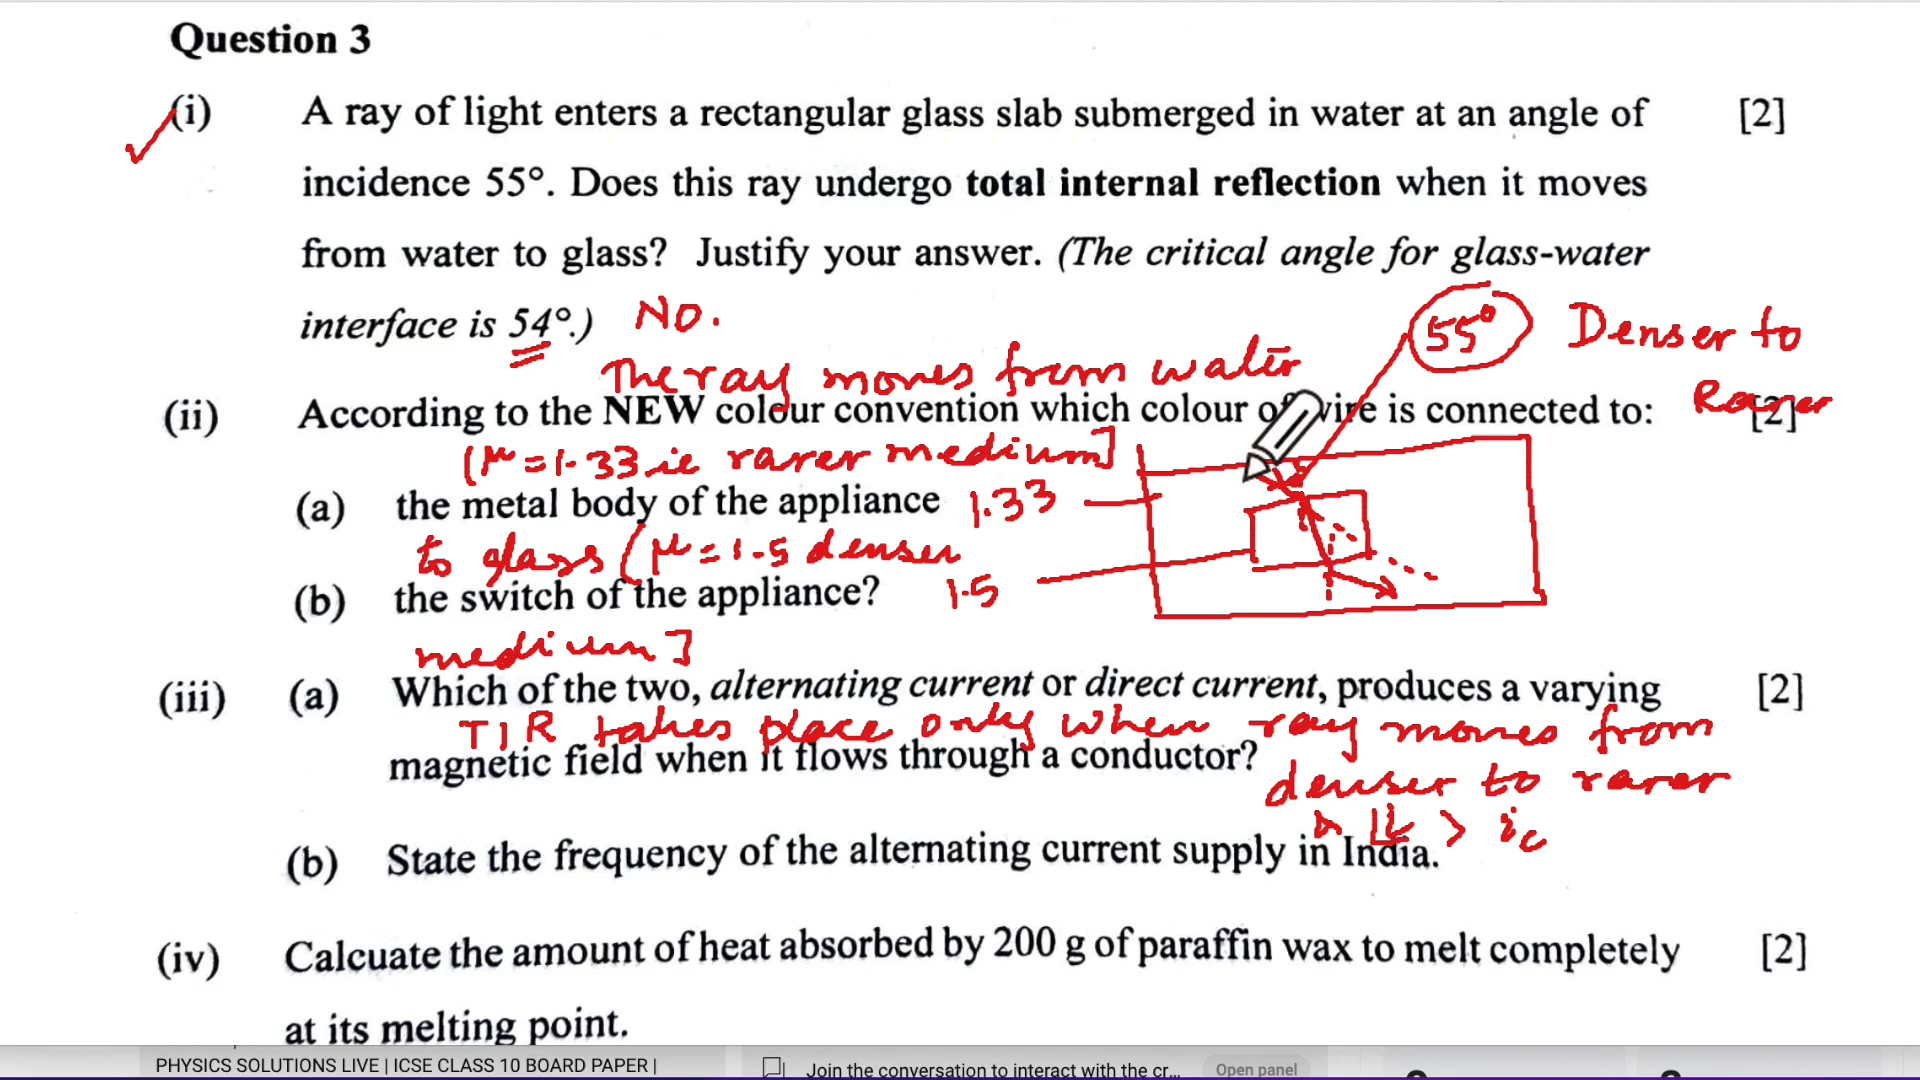 Question 3
(i) A ray of light enters a rectangular glass slab submerged in water at an angle of [2]
incidence 55°. Does this ray undergo total internal reflection when it moves
from water to glass? Justify your answer. (The critical angle for glass-water
interface is 54°.) NO. 55° Denser to
The ray moves from water Rarer
(ii) According to the NEW colour convention which colour of wire is connected to: [2]
(μ = 1.33 ie rarer medium]
(a) the metal body of the appliance 1.33
to glass (μ = 1.5 denser
(b) the switch of the appliance? 1.5
medium]
(iii) (a) Which of the two, alternating current or direct current, produces a varying [2]
TIR takes place only when ray moves from
magnetic field when it flows through a conductor?
denser to rarer
> ic
(b) State the frequency of the alternating current supply in India.
(iv) Calcuate the amount of heat absorbed by 200 g of paraffin wax to melt completely [2]
at its melting point.
PHYSICS SOLUTIONS LIVE | ICSE CLASS 10 BOARD PAPER |
Join the conversation to interact with the cr... Open panel